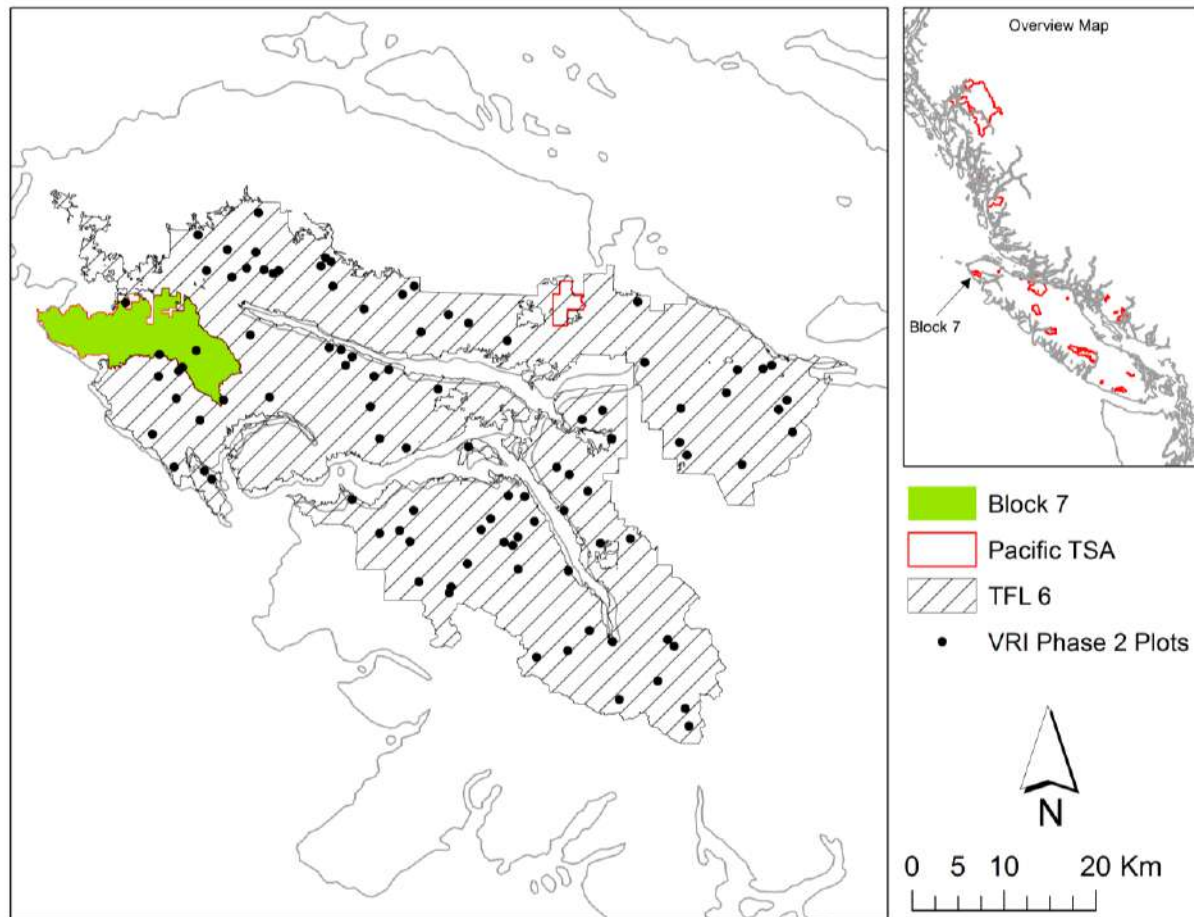 Overview Map
Block 7
Block 7
Pacific TSA
TFL 6
VRI Phase 2 Plots
N
0 5 10 20 Km